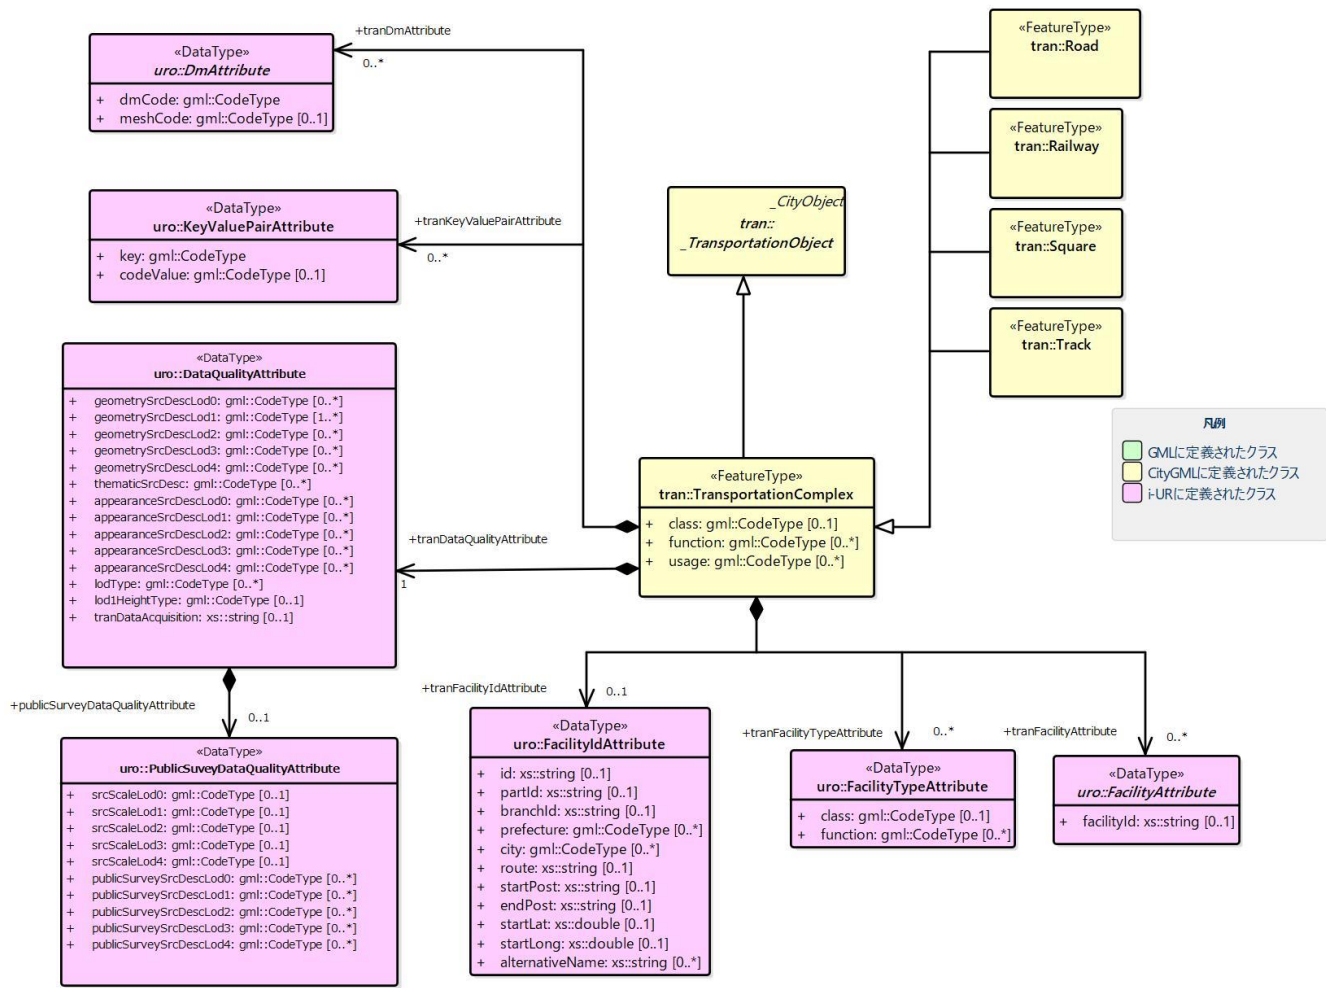 +tranDmAttribute
0..*
«DataType»
uro::DmAttribute
+ dmCode: gml::CodeType
+ meshCode: gml::CodeType [0..1]
«DataType»
uro::KeyValuePairAttribute
+ key: gml::CodeType
+ codeValue: gml::CodeType [0..1]
+tranKeyValuePairAttribute
0..*
_CityObject
tran::
_TransportationObject
«FeatureType»
tran::Road
«FeatureType»
tran::Railway
«FeatureType»
tran::Square
«FeatureType»
tran::Track
凡例
GMLに定義されたクラス
CityGMLに定義されたクラス
i-URに定義されたクラス
«DataType»
uro::DataQualityAttribute
+ geometrySrcDescLod0: gml::CodeType [0..*]
+ geometrySrcDescLod1: gml::CodeType [1..*]
+ geometrySrcDescLod2: gml::CodeType [0..*]
+ geometrySrcDescLod3: gml::CodeType [0..*]
+ geometrySrcDescLod4: gml::CodeType [0..*]
+ thematicSrcDesc: gml::CodeType [0..*]
+ appearanceSrcDescLod0: gml::CodeType [0..*]
+ appearanceSrcDescLod1: gml::CodeType [0..*]
+ appearanceSrcDescLod2: gml::CodeType [0..*]
+ appearanceSrcDescLod3: gml::CodeType [0..*]
+ appearanceSrcDescLod4: gml::CodeType [0..*]
+ lodType: gml::CodeType [0..*]
+ lod1HeightType: gml::CodeType [0..1]
+ tranDataAcquisition: xs::string [0..1]
«FeatureType»
tran::TransportationComplex
+ class: gml::CodeType [0..1]
+ function: gml::CodeType [0..*]
+ usage: gml::CodeType [0..*]
+tranDataQualityAttribute
1
+publicSurveyDataQualityAttribute
0..1
«DataType»
uro::PublicSuveyDataQualityAttribute
+ srcScaleLod0: gml::CodeType [0..1]
+ srcScaleLod1: gml::CodeType [0..1]
+ srcScaleLod2: gml::CodeType [0..1]
+ srcScaleLod3: gml::CodeType [0..1]
+ srcScaleLod4: gml::CodeType [0..1]
+ publicSurveySrcDescLod0: gml::CodeType [0..*]
+ publicSurveySrcDescLod1: gml::CodeType [0..*]
+ publicSurveySrcDescLod2: gml::CodeType [0..*]
+ publicSurveySrcDescLod3: gml::CodeType [0..*]
+ publicSurveySrcDescLod4: gml::CodeType [0..*]
+tranFacilityIdAttribute
0..1
«DataType»
uro::FacilityIdAttribute
+ id: xs::string [0..1]
+ partId: xs::string [0..1]
+ branchId: xs::string [0..1]
+ prefecture: gml::CodeType [0..*]
+ city: gml::CodeType [0..*]
+ route: xs::string [0..1]
+ startPost: xs::string [0..1]
+ endPost: xs::string [0..1]
+ startLat: xs::double [0..1]
+ startLong: xs::double [0..1]
+ alternativeName: xs::string [0..*]
+tranFacilityTypeAttribute
0..*
«DataType»
uro::FacilityTypeAttribute
+ class: gml::CodeType [0..1]
+ function: gml::CodeType [0..*]
+tranFacilityAttribute
0..*
«DataType»
uro::FacilityAttribute
+ facilityId: xs::string [0..1]